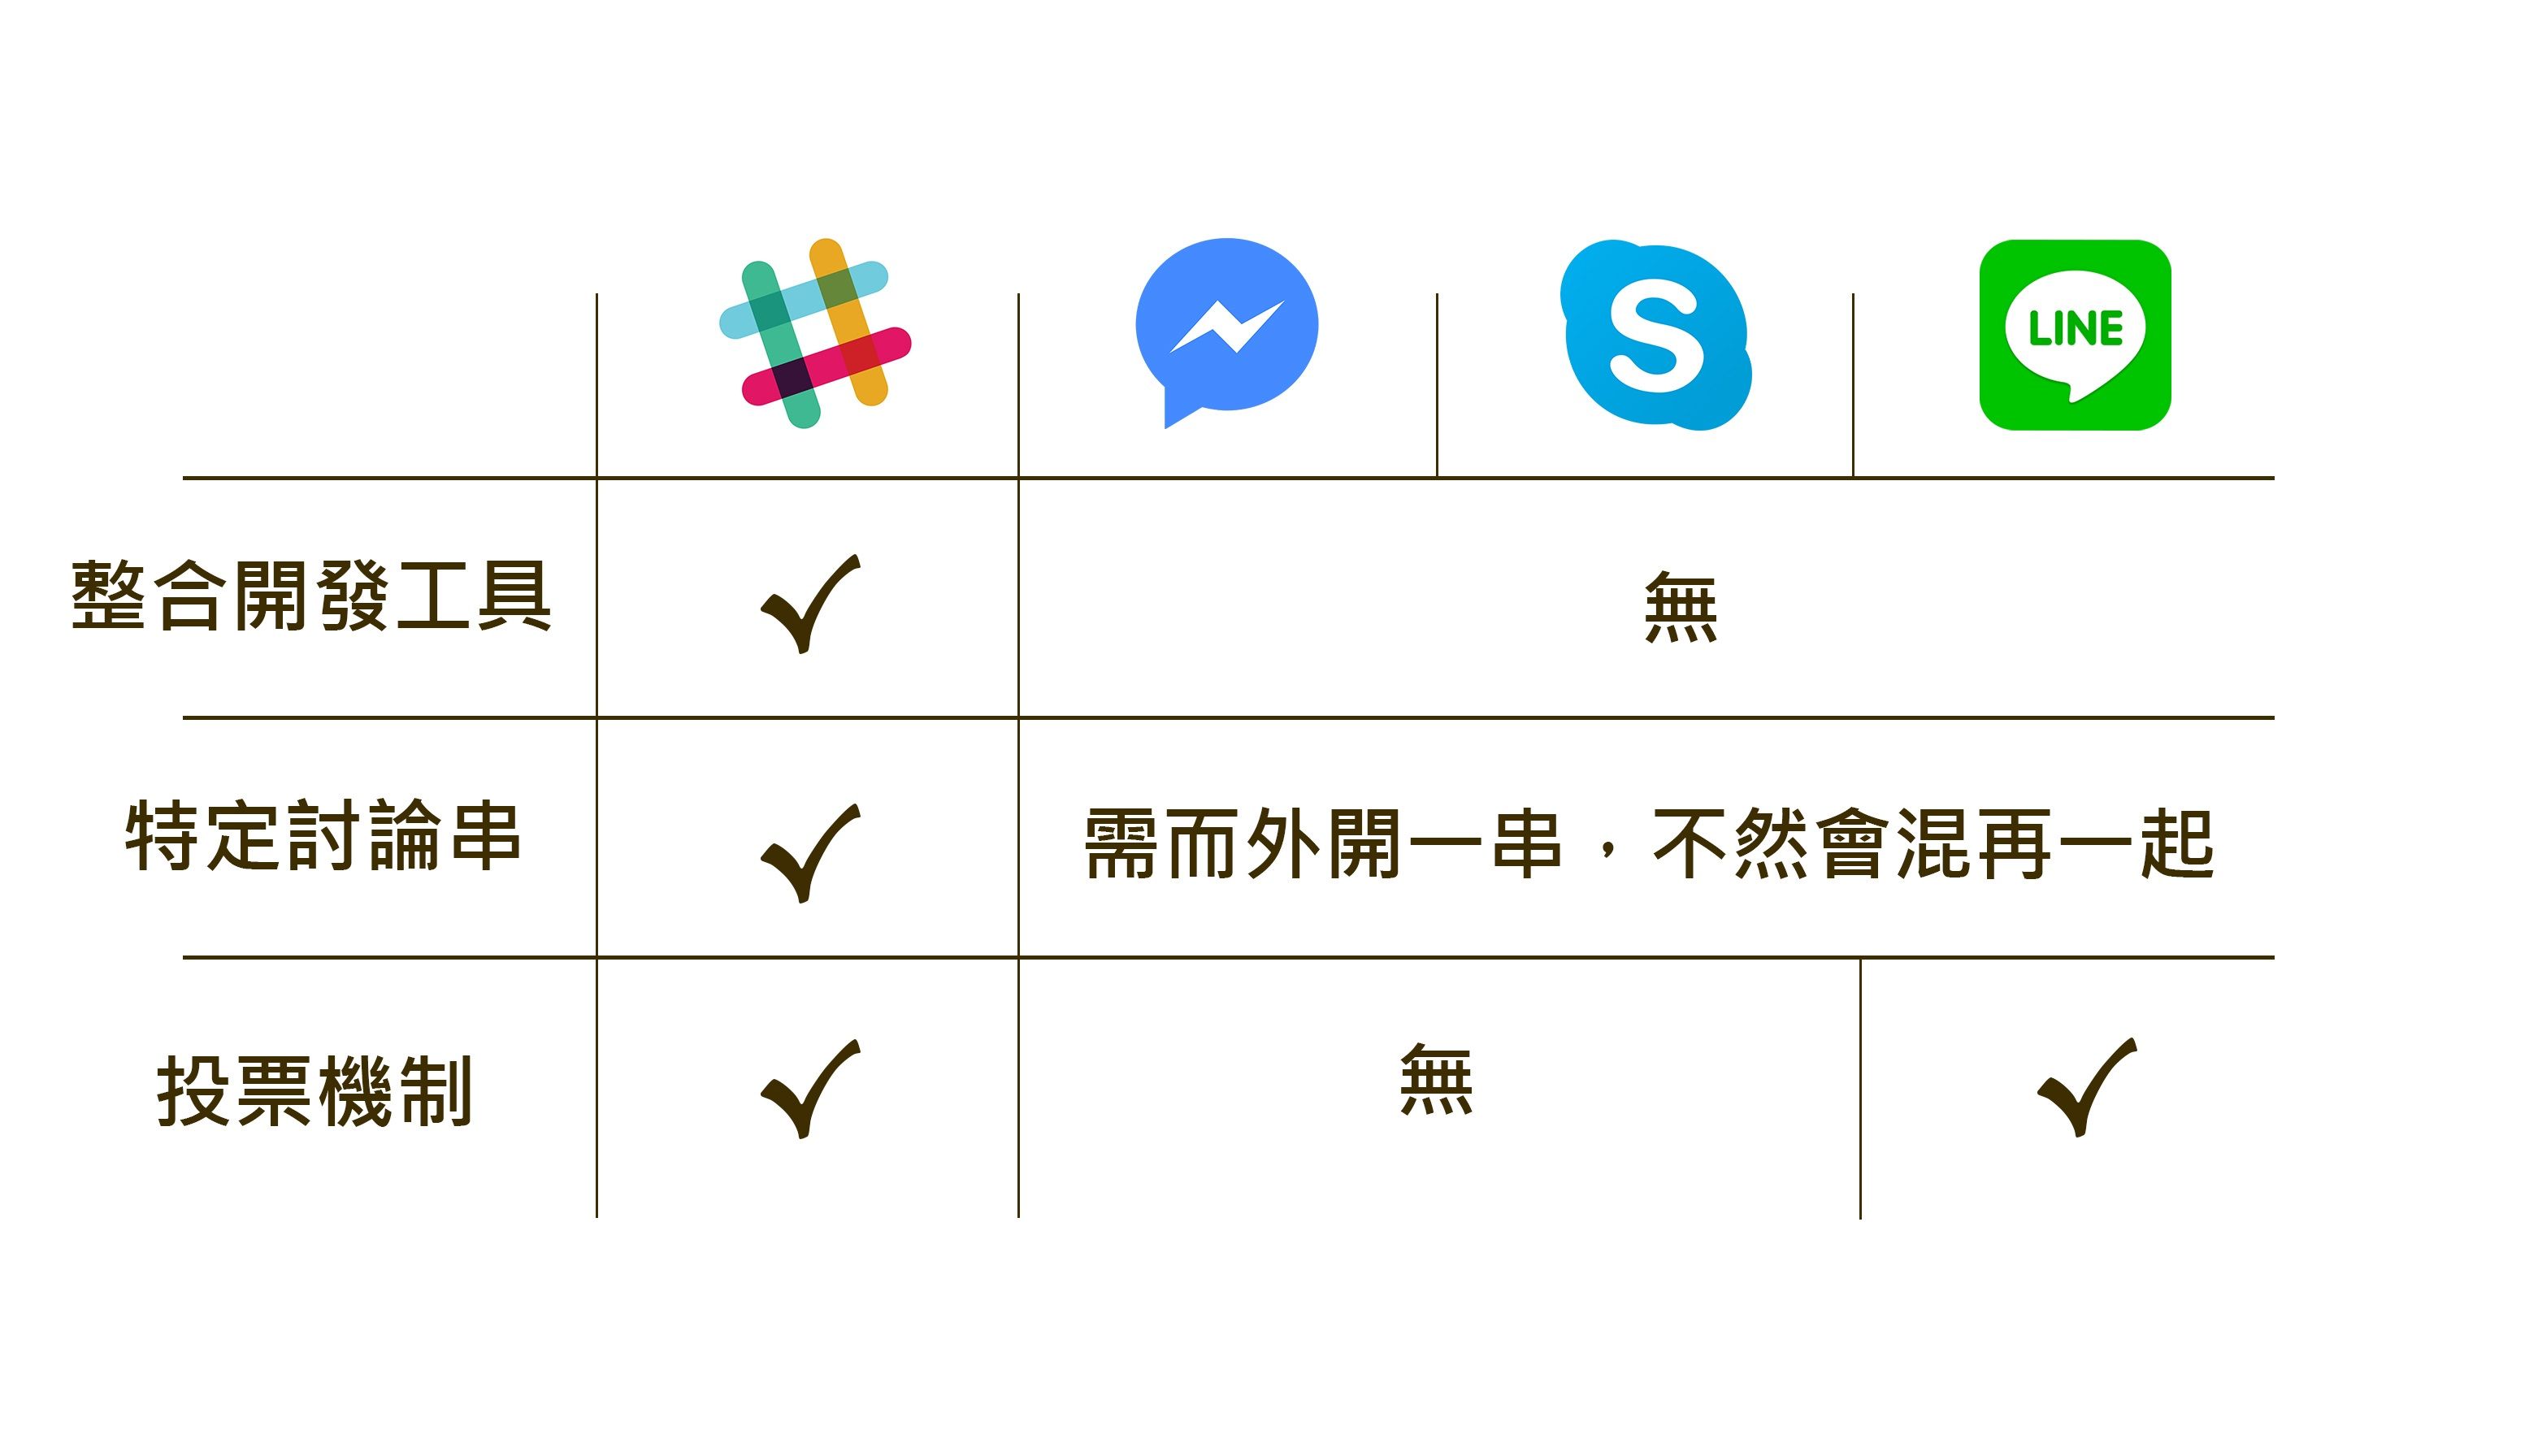 LINE
整合開發工具
無
特定討論串
需而外開一串，不然會混再一起
投票機制
無